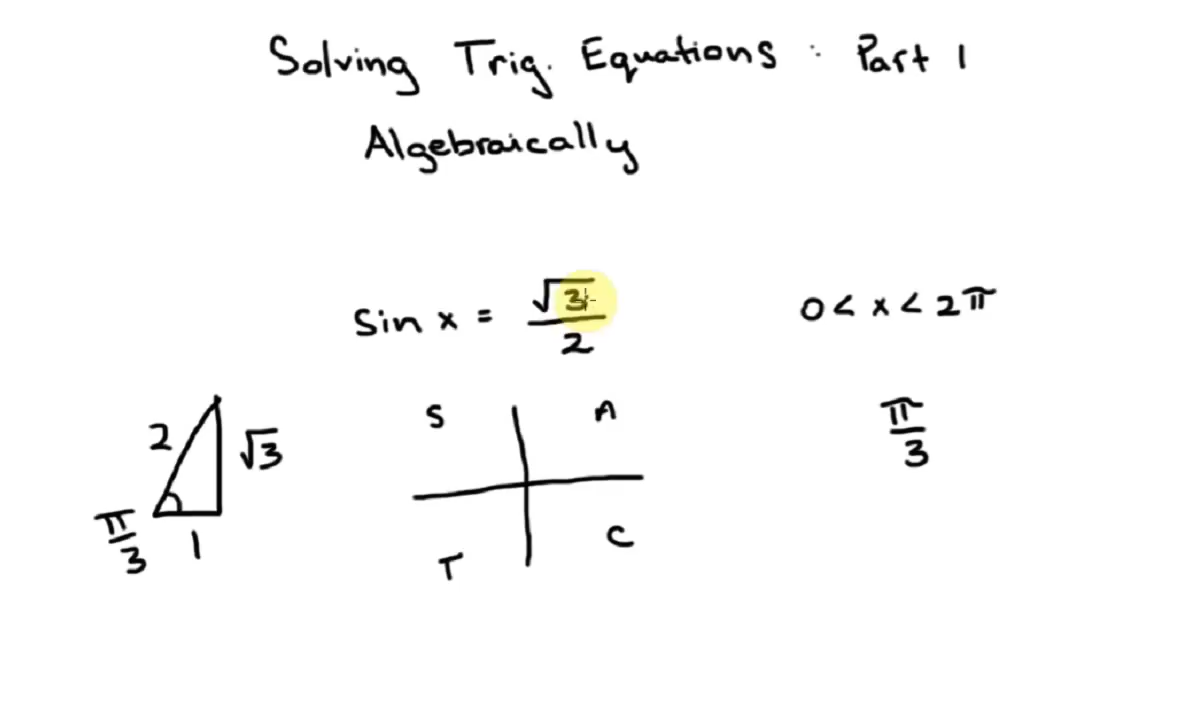 Solving Trig. Equations : Part 1
Algebraically
sin x = √3/2
0 < x < 2π
2
√3
π/3
1
S
A
T
C
π/3